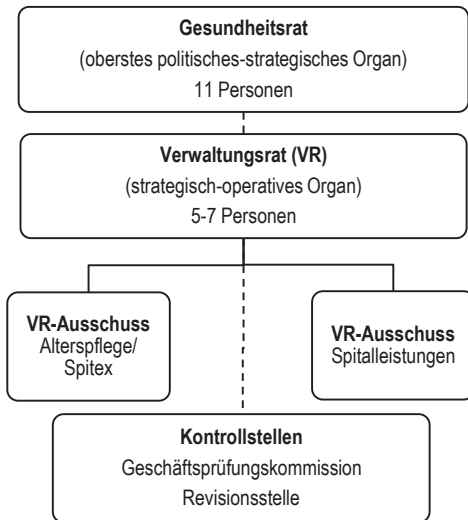 Gesundheitsrat
(oberstes politisches-strategisches Organ)
11 Personen
Verwaltungsrat (VR)
(strategisch-operatives Organ)
5-7 Personen
VR-Ausschuss
Alterspflege/
Spitex
VR-Ausschuss
Spitalleistungen
Kontrollstellen
Geschäftsprüfungskommission
Revisionsstelle